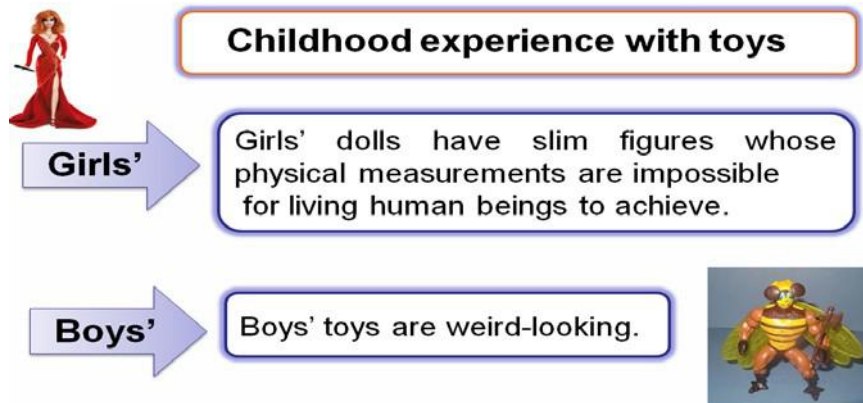 Childhood experience with toys
Girls'
Girls' dolls have slim figures whose
physical measurements are impossible
for living human beings to achieve.
Boys'
Boys' toys are weird-looking.